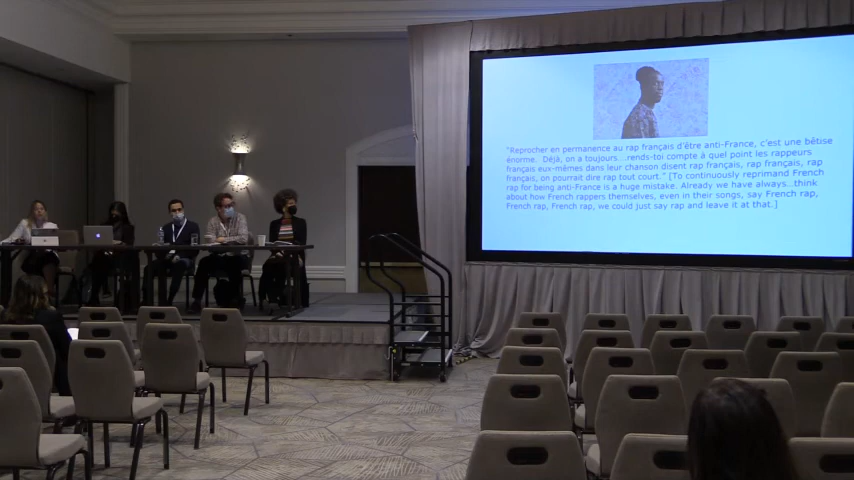 "Reprocher en permanence au rap français d'être anti-France, c'est une bêtise
énorme. Déjà, on a toujours....rends-toi compte à quel point les rappeurs
français eux-mêmes dans leur chanson disent rap français, rap français, rap
français, on pourrait dire rap tout court." [To continuously reprimand French
rap for being anti-France is a huge mistake. Already we have always...think
about how French rappers themselves, even in their songs, say French rap,
French rap, French rap, we could just say rap and leave it at that.]